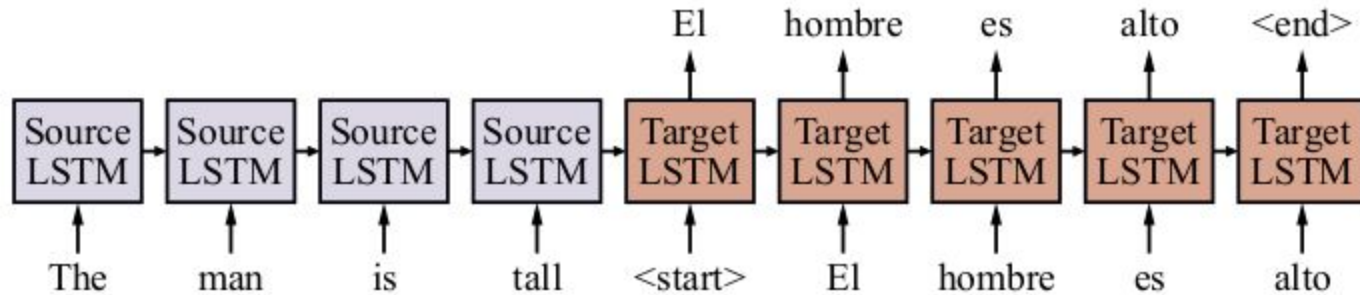 El hombre es alto <end>
Source Source Source Source Target Target Target Target Target
LSTM LSTM LSTM LSTM LSTM LSTM LSTM LSTM LSTM
The man is tall <start> El hombre es alto